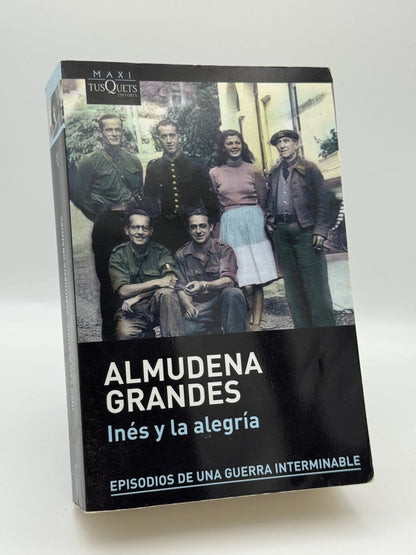 MAXI
TUSQUETS
EDITORES
ALMUDENA
GRANDES
Inés y la alegría
EPISODIOS DE UNA GUERRA INTERMINABLE